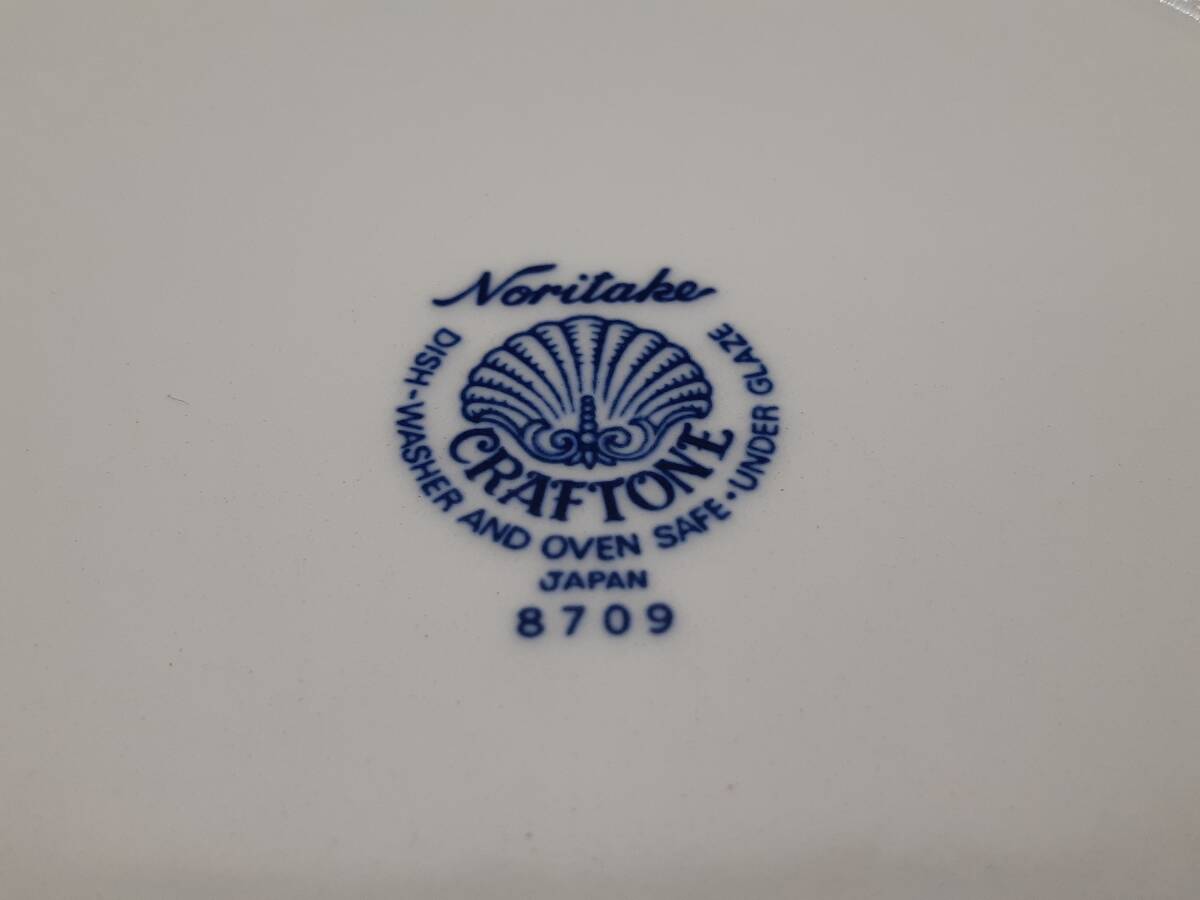 Noritake
CRAFTONE
DISH-WASHER AND OVEN SAFE・UNDER GLAZE
JAPAN
8709